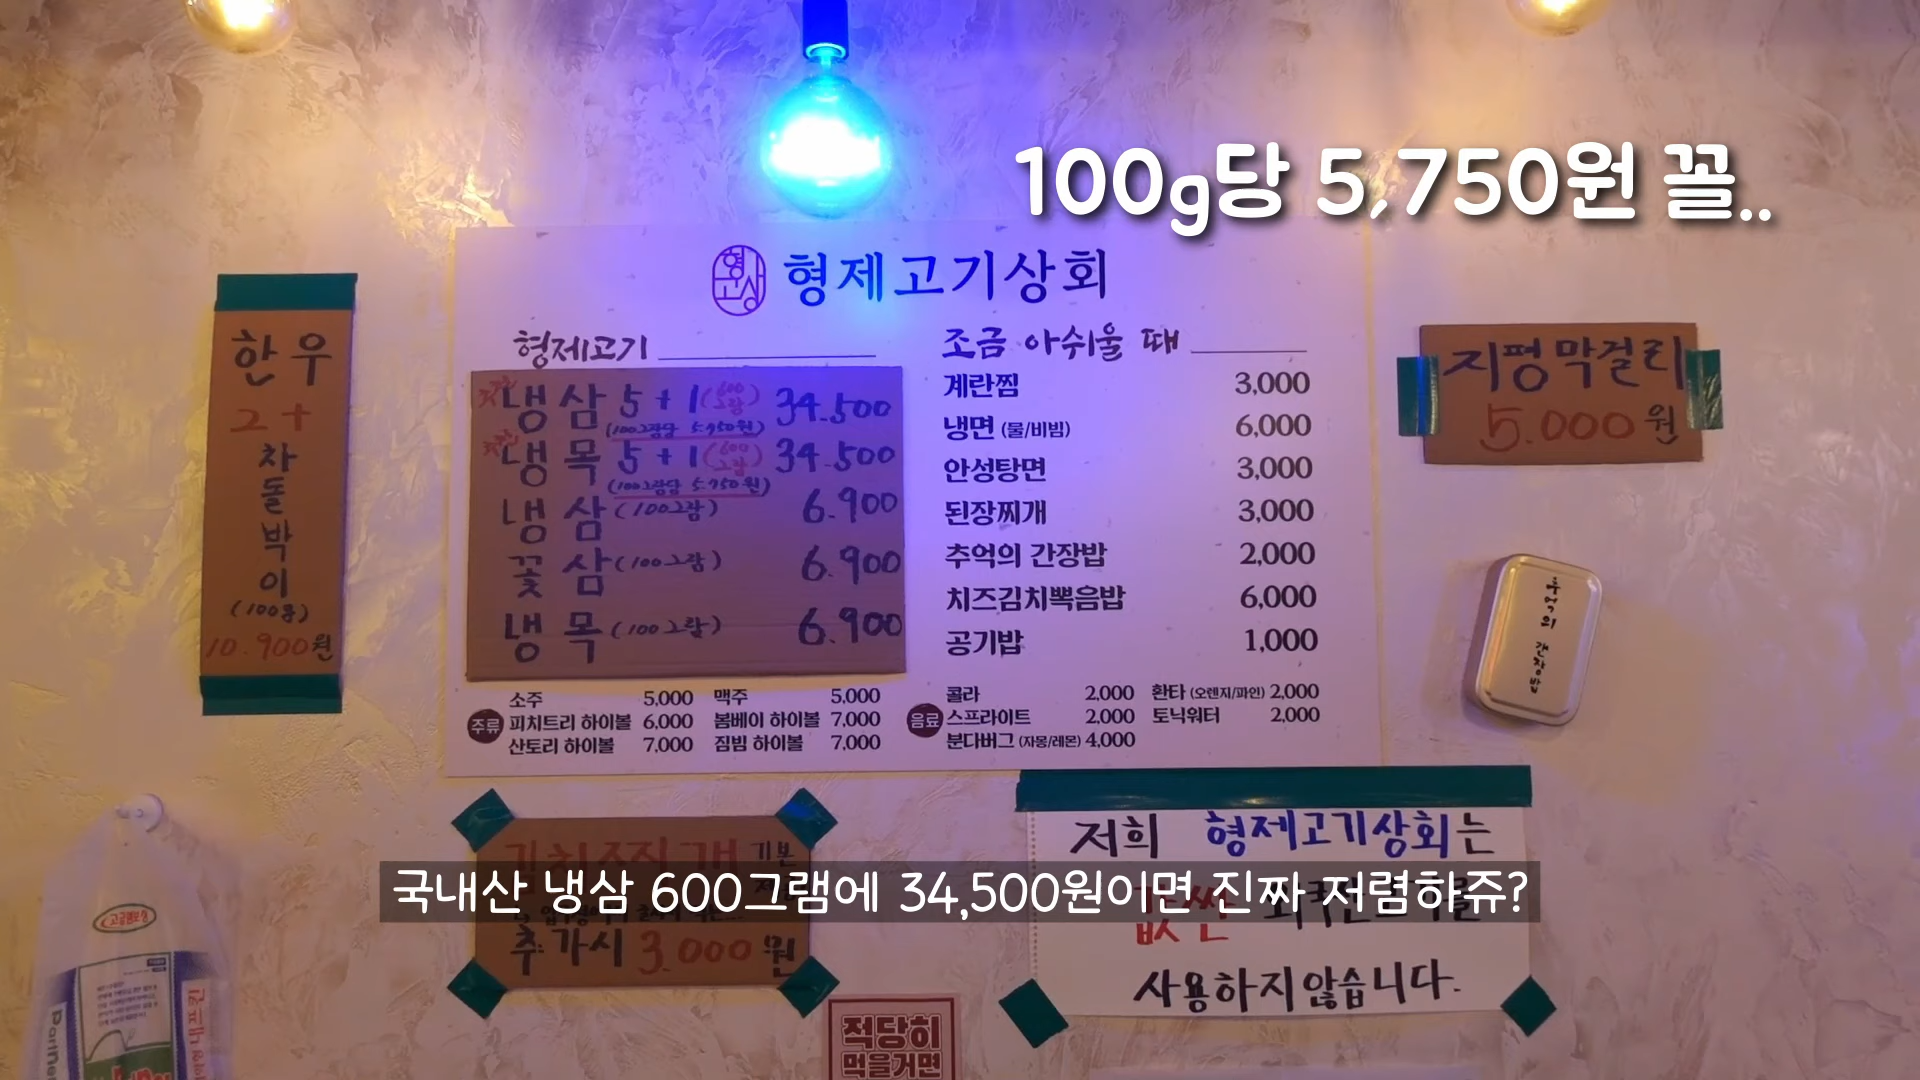 100g당 5,750원 꼴..
형제고기상회
형제고기
냉삼 5+1 (600그람) 34.500
(100그람당 5.750원)
냉목 5+1 (600그람) 34.500
(100그람당 5.750원)
냉삼 (100그람) 6.900
꽃삼 (100그람) 6.900
냉목 (100그람) 6.900
조금 아쉬울 때
계란찜 3,000
냉면 (물/비빔) 6,000
안성탕면 3,000
된장찌개 3,000
추억의 간장밥 2,000
치즈김치뽁음밥 6,000
공기밥 1,000
주류
소주 5,000 맥주 5,000
피치트리 하이볼 6,000 봄베이 하이볼 7,000
산토리 하이볼 7,000 짐빔 하이볼 7,000
음료
콜라 2,000 환타 (오렌지/파인) 2,000
스프라이트 2,000 토닉워터 2,000
분다버그 (자몽/레몬) 4,000
한우
2+
차
돌
박
이
(100g)
10.900원
지평막걸리
5.000원
추억의 간장밥
김치찌개 기본
추가시 3.000원
저희 형제고기상회는
사용하지않습니다.
국내산 냉삼 600그램에 34,500원이면 진짜 저렴하쥬?
적당히
먹을거면